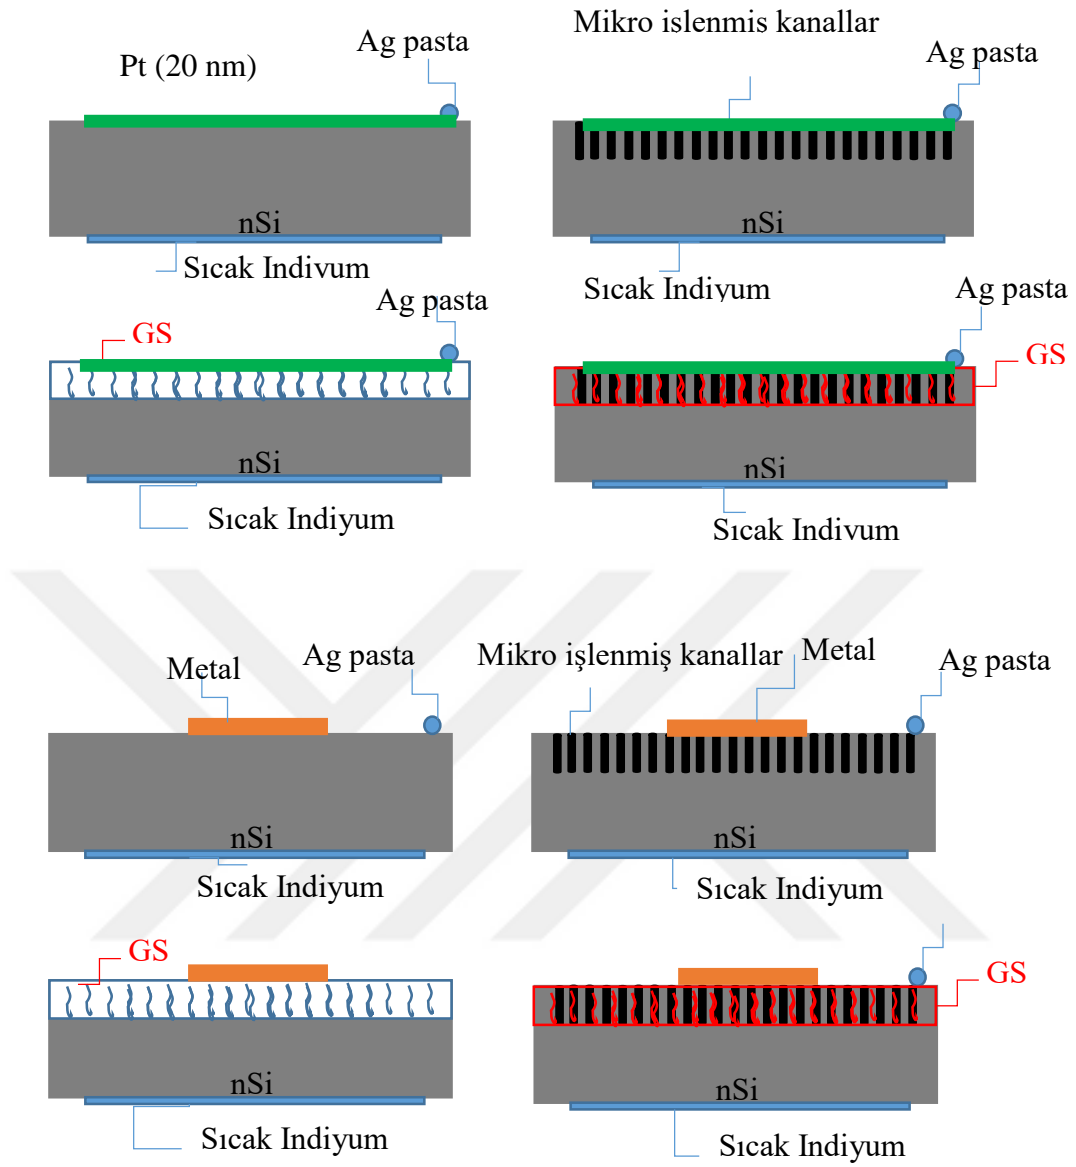 Pt (20 nm)
Ag pasta
nSi
Sıcak Indivum
Mikro islenmis kanallar
Ag pasta
nSi
Sıcak Indiyum
GS
Ag pasta
nSi
Sıcak Indiyum
Ag pasta
GS
nSi
Sıcak Indivum
Metal
Ag pasta
nSi
Sıcak Indiyum
Mikro işlenmiş kanallar
Metal
Ag pasta
nSi
Sıcak Indiyum
GS
nSi
Sıcak Indiyum
GS
nSi
Sıcak Indiyum